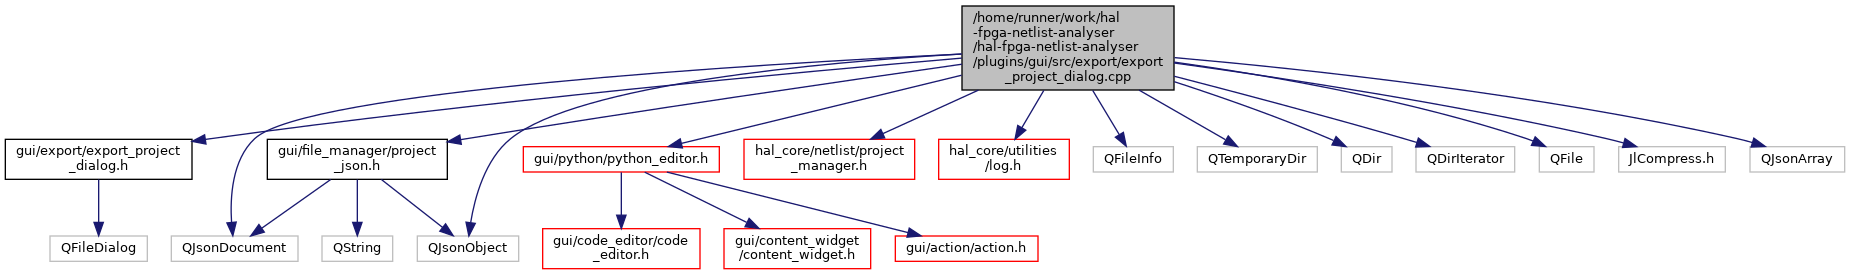 /home/runner/work/hal
-fpga-netlist-analyser
/hal-fpga-netlist-analyser
/plugins/gui/src/export/export
_project_dialog.cpp
gui/export/export_project
_dialog.h
gui/file_manager/project
_json.h
gui/python/python_editor.h
hal_core/netlist/project
_manager.h
hal_core/utilities
/log.h
QFileInfo
QTemporaryDir
QDir
QDirIterator
QFile
JlCompress.h
QJsonArray
QFileDialog
QJsonDocument
QString
QJsonObject
gui/code_editor/code
_editor.h
gui/content_widget
/content_widget.h
gui/action/action.h